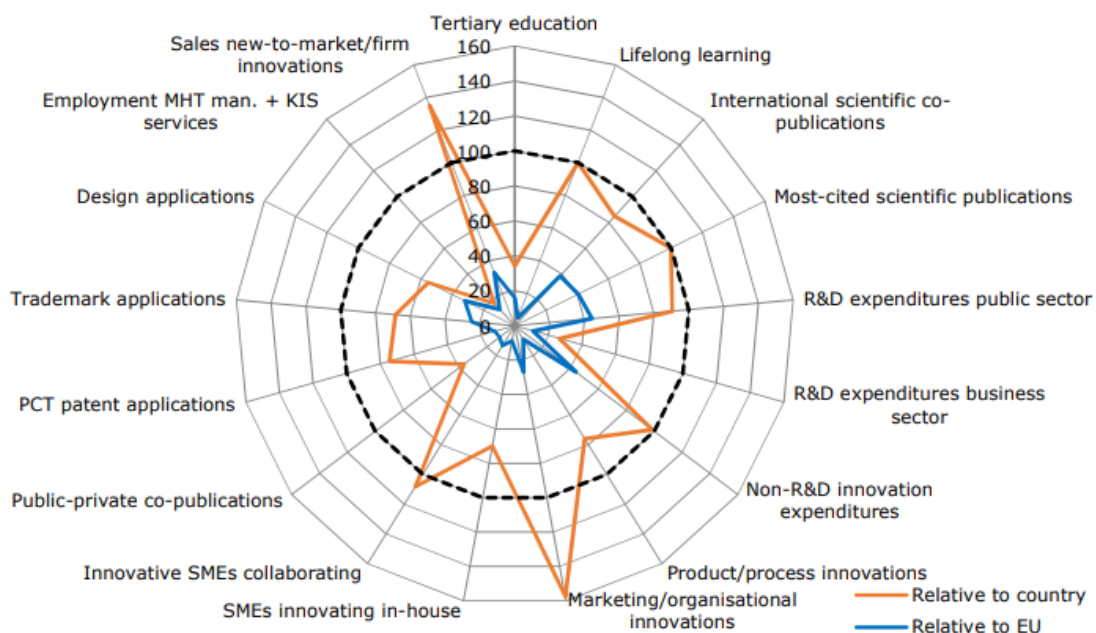 Tertiary education
Sales new-to-market/firm
innovations
Lifelong learning
Employment MHT man. + KIS
services
International scientific co-
publications
Design applications
Most-cited scientific publications
Trademark applications
R&D expenditures public sector
PCT patent applications
R&D expenditures business
sector
Public-private co-publications
Non-R&D innovation
expenditures
Innovative SMEs collaborating
Product/process innovations
SMEs innovating in-house
Marketing/organisational
innovations
160
140
120
100
80
60
40
20
0
Relative to country
Relative to EU